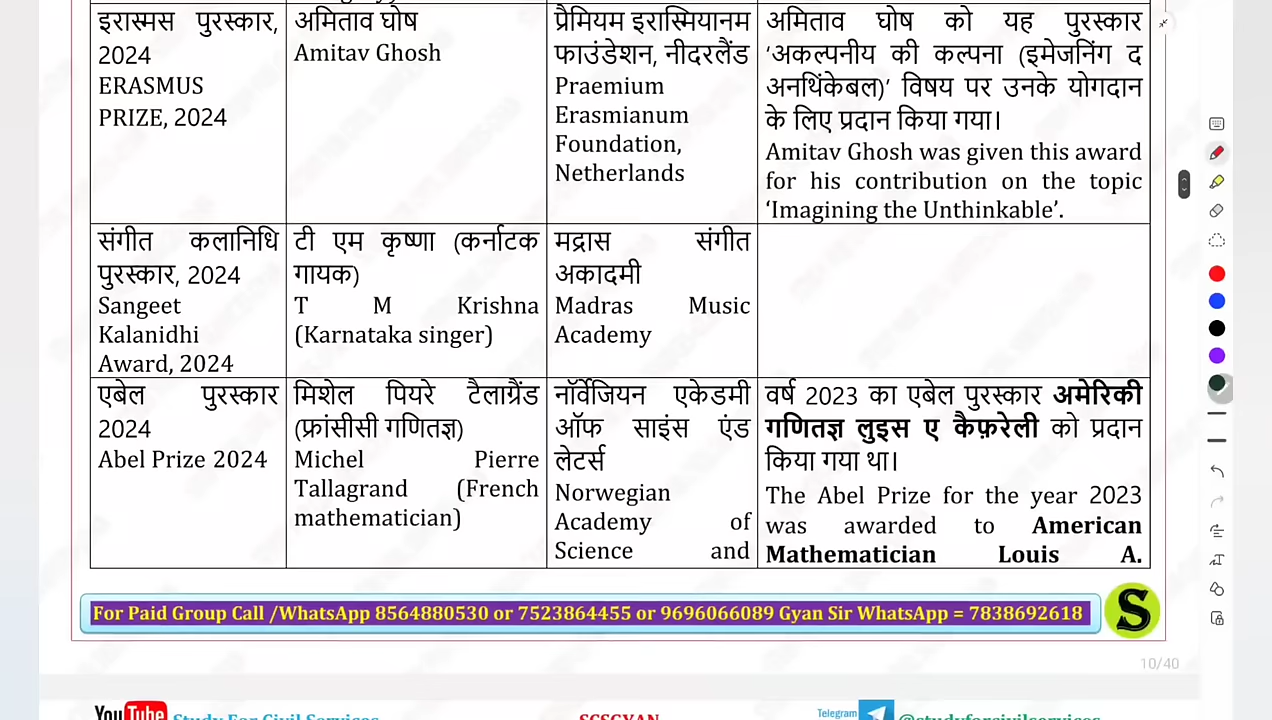 इरास्मस पुरस्कार,
2024
ERASMUS
PRIZE, 2024
अमिताव घोष
Amitav Ghosh
प्रैमियम इरास्मियानम
फाउंडेशन, नीदरलैंड
Praemium
Erasmianum
Foundation,
Netherlands
अमिताव घोष को यह पुरस्कार
‘अकल्पनीय की कल्पना (इमेजनिंग द
अनथिंकेबल)’ विषय पर उनके योगदान
के लिए प्रदान किया गया।
Amitav Ghosh was given this award
for his contribution on the topic
‘Imagining the Unthinkable’.
संगीत कलानिधि
पुरस्कार, 2024
Sangeet
Kalanidhi
Award, 2024
टी एम कृष्णा (कर्नाटक
गायक)
T M Krishna
(Karnataka singer)
मद्रास संगीत
अकादमी
Madras Music
Academy
एबेल पुरस्कार
2024
Abel Prize 2024
मिशेल पियरे टैलाग्रैंड
(फ्रांसीसी गणितज्ञ)
Michel Pierre
Tallagrand (French
mathematician)
नॉर्वेजियन एकेडमी
ऑफ साइंस एंड
लेटर्स
Norwegian
Academy of
Science and
वर्ष 2023 का एबेल पुरस्कार अमेरिकी
गणितज्ञ लुइस ए कैफ़रेली को प्रदान
किया गया था।
The Abel Prize for the year 2023
was awarded to American
Mathematician Louis A.
For Paid Group Call /WhatsApp 8564880530 or 7523864455 or 9696066089 Gyan Sir WhatsApp = 7838692618
S
10/40
YouTube Study For Civil Services
SCSGYAN
Telegram
@studyforcivilservices